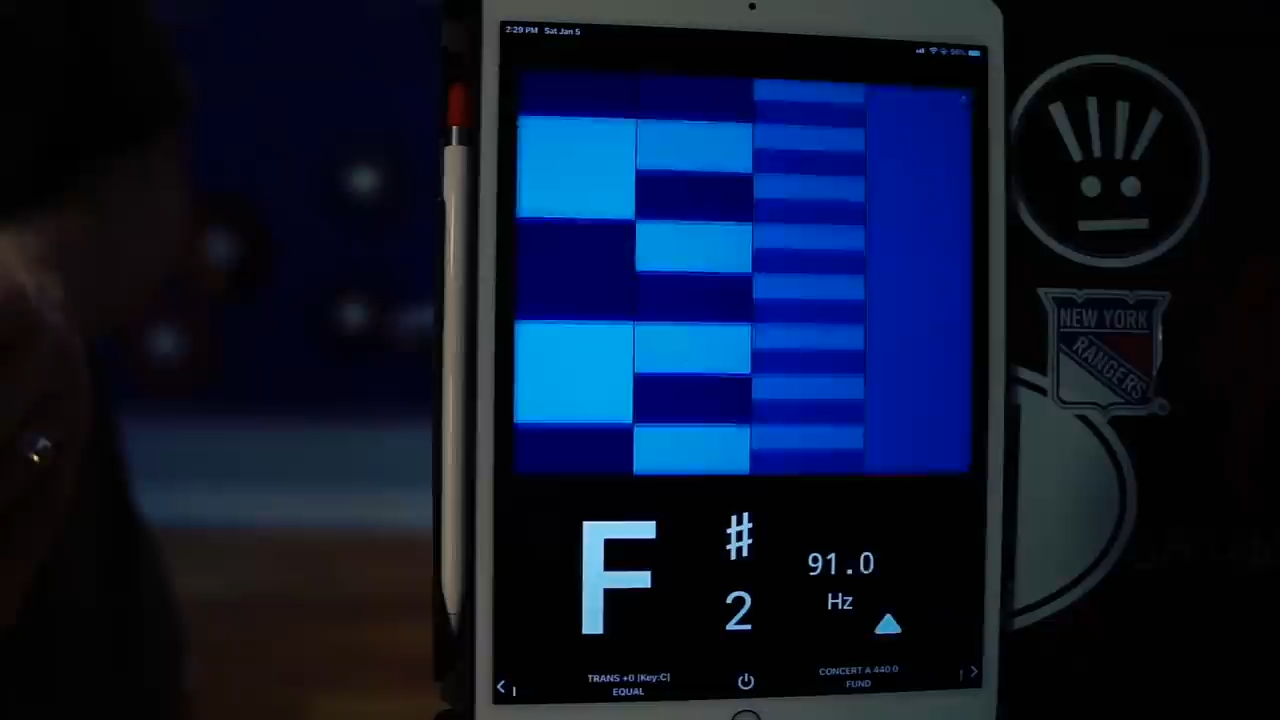 2:29 PM Sat Jan 5
56%
NEW YORK
RANGERS
F # 2
91.0
Hz
TRANS +0 |Key:C|
EQUAL
CONCERT A 440.0
FUND